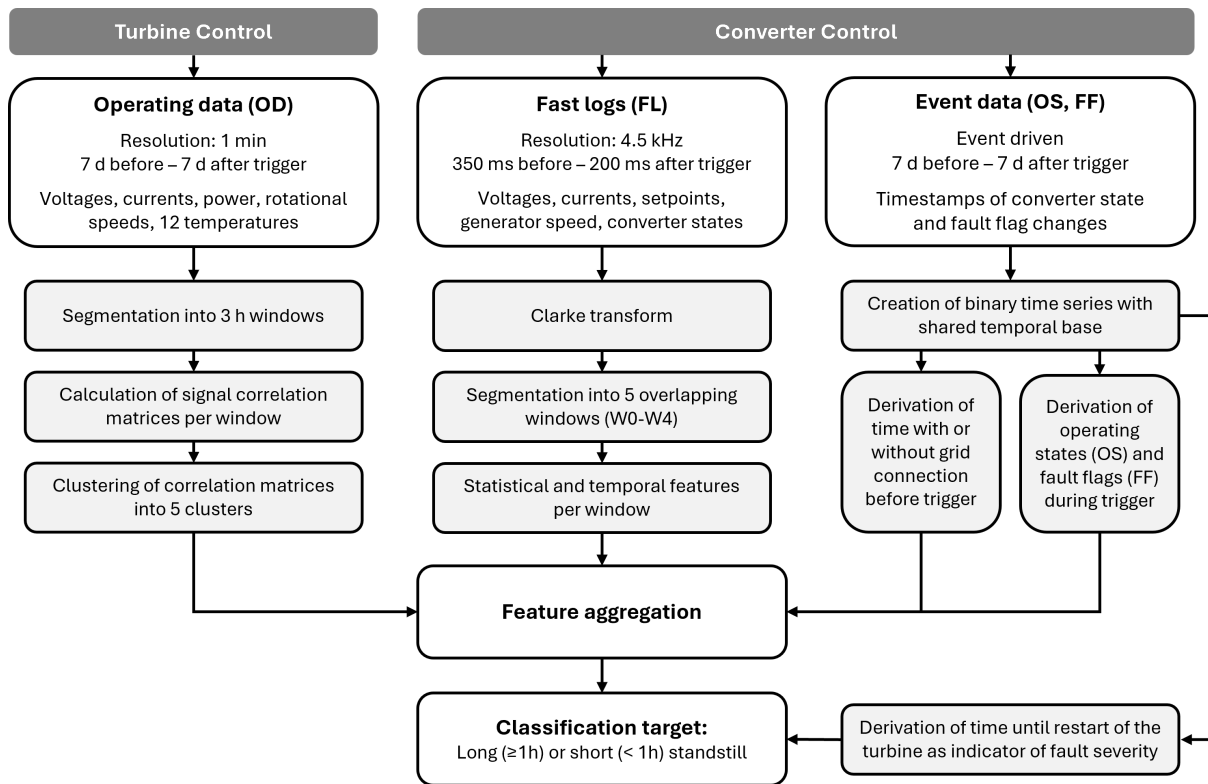 Turbine Control
Converter Control
Operating data (OD)
Resolution: 1 min
7 d before – 7 d after trigger
Voltages, currents, power, rotational
speeds, 12 temperatures
Fast logs (FL)
Resolution: 4.5 kHz
350 ms before – 200 ms after trigger
Voltages, currents, setpoints,
generator speed, converter states
Event data (OS, FF)
Event driven
7 d before – 7 d after trigger
Timestamps of converter state
and fault flag changes
Segmentation into 3 h windows
Clarke transform
Creation of binary time series with
shared temporal base
Calculation of signal correlation
matrices per window
Segmentation into 5 overlapping
windows (W0-W4)
Derivation of
time with or
without grid
connection
before trigger
Derivation of
operating
states (OS) and
fault flags (FF)
during trigger
Clustering of correlation matrices
into 5 clusters
Statistical and temporal features
per window
Feature aggregation
Classification target:
Long (≥1h) or short (< 1h) standstill
Derivation of time until restart of the
turbine as indicator of fault severity